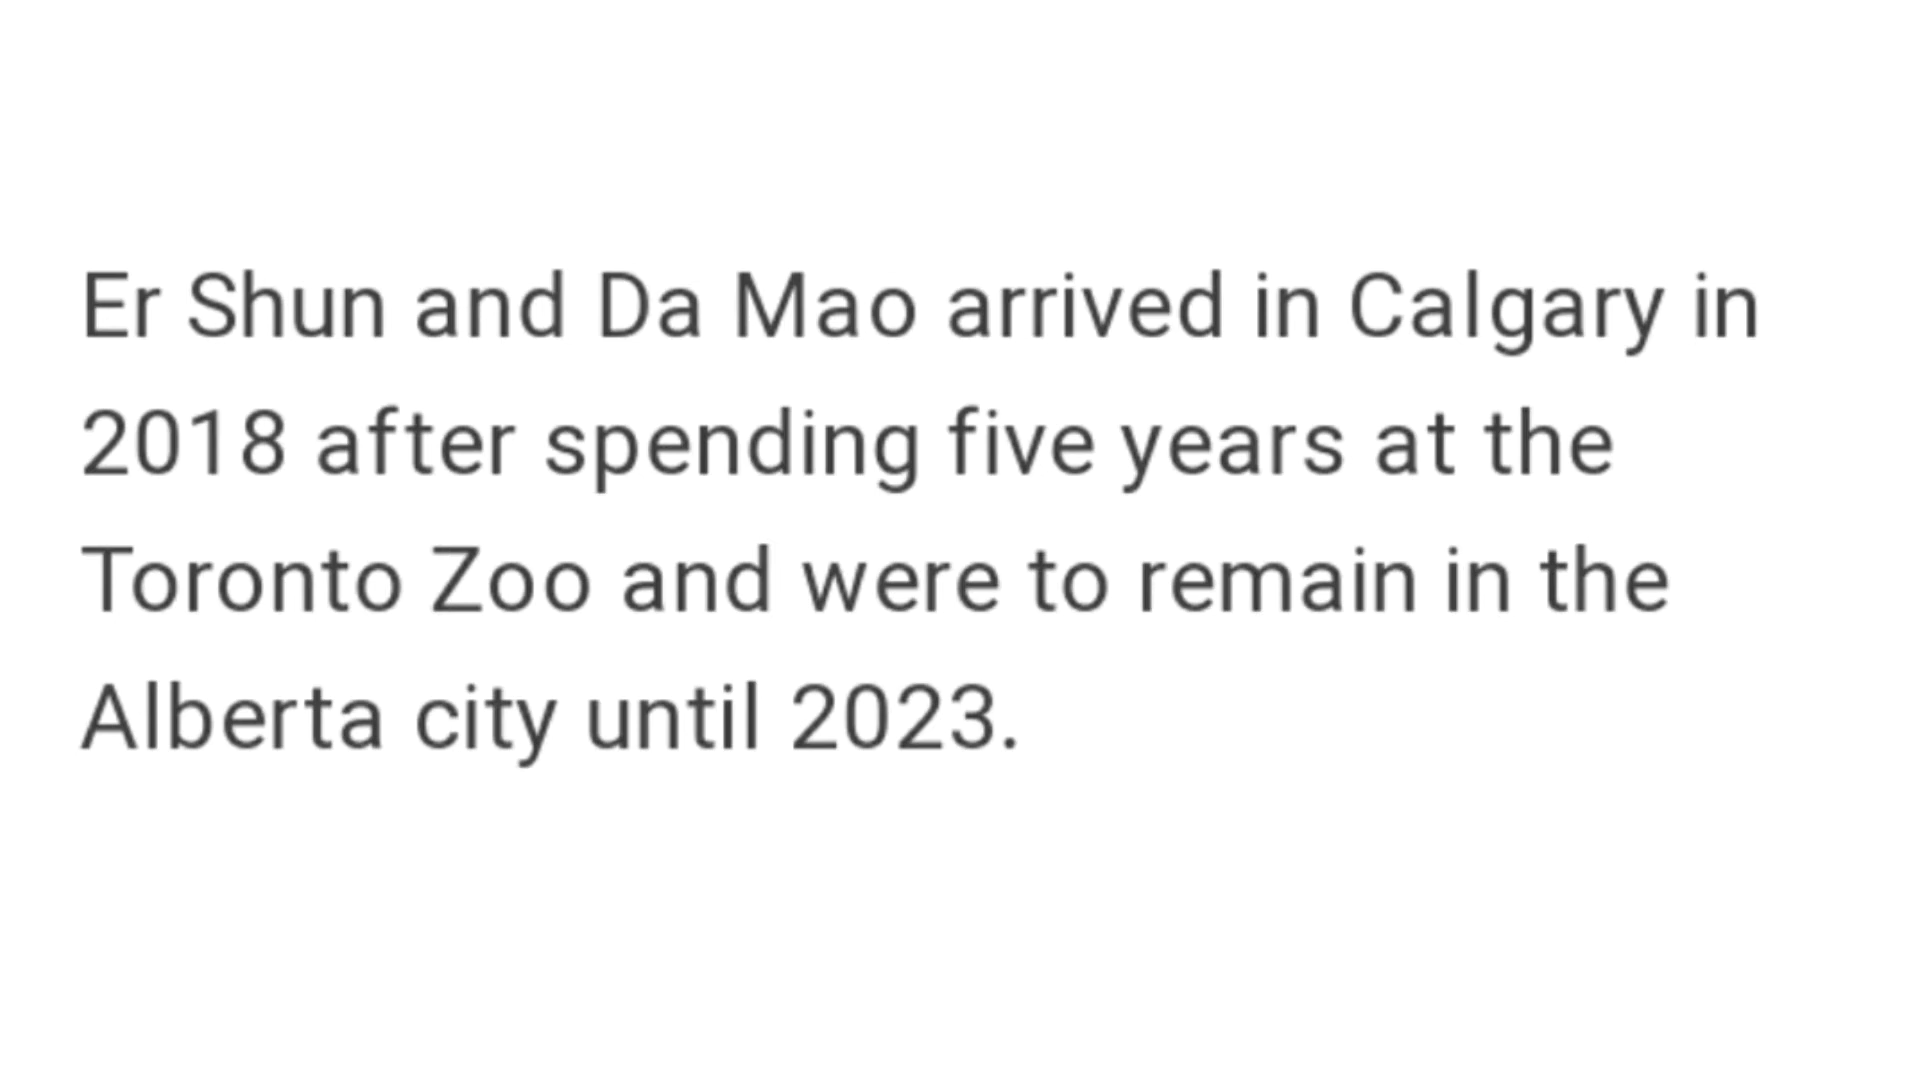 Er Shun and Da Mao arrived in Calgary in
2018 after spending five years at the
Toronto Zoo and were to remain in the
Alberta city until 2023.